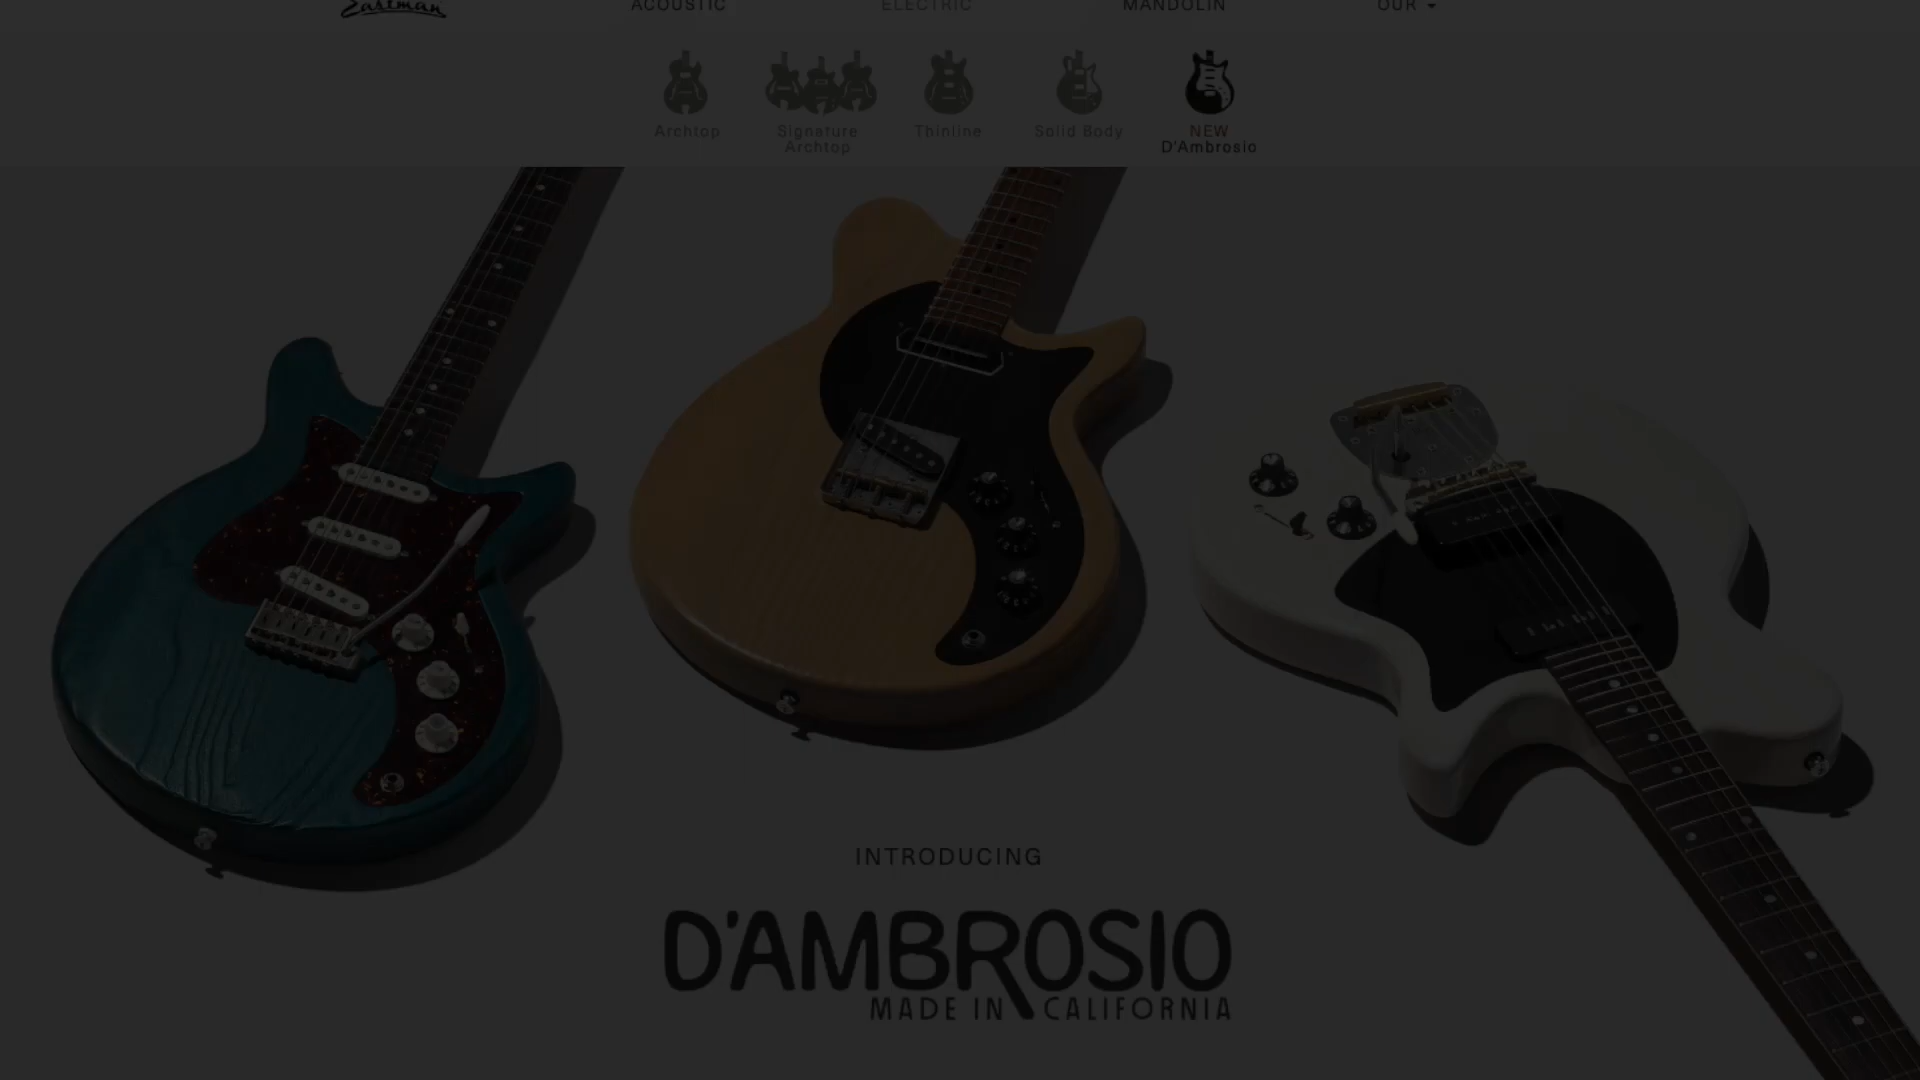 Eastman
ACOUSTIC
ELECTRIC
MANDOLIN
OUR
Archtop
Signature
Archtop
Thinline
Solid Body
NEW
D'Ambrosio
INTRODUCING
D'AMBROSIO
MADE IN CALIFORNIA